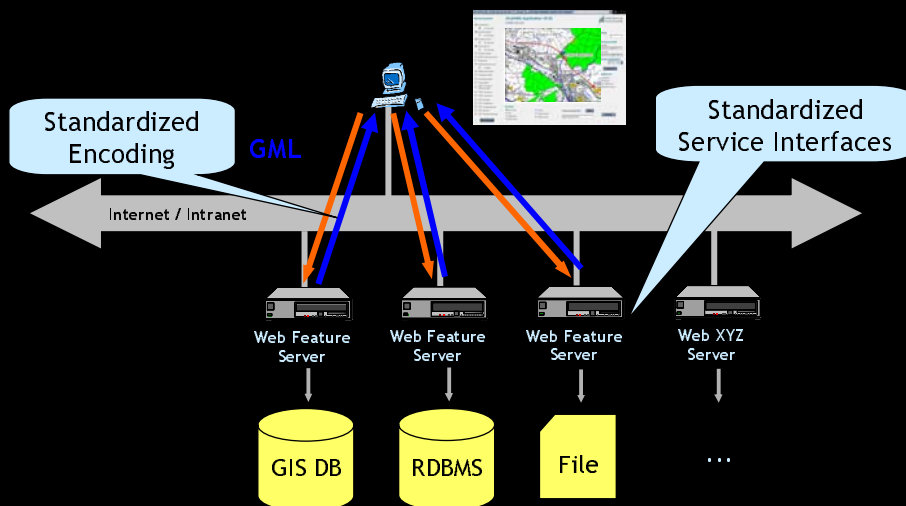 Standardized
Encoding
GML
Standardized
Service Interfaces
Internet / Intranet
Web Feature
Server
Web Feature
Server
Web Feature
Server
Web XYZ
Server
GIS DB
RDBMS
File
...